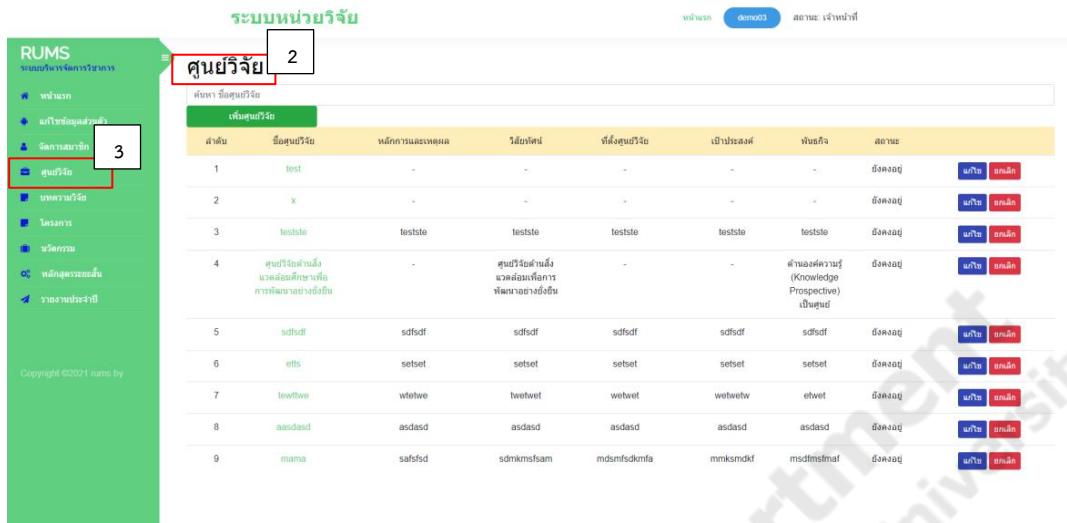 ระบบหน่วยวิจัย
หน้าแรก demo03 สถานะ เจ้าหน้าที่
RUMS
ระบบบริหารจัดการวิชาการ
หน้าแรก
แก้ไขข้อมูลส่วนตัว
จัดการสมาชิก
3
ศูนย์วิจัย
บทความวิจัย
โครงการ
นวัตกรรม
หลักสูตรระยะสั้น
รายงานประจำปี
Copyright ©2021 rums by
ศูนย์วิจัย 2
ค้นหา ชื่อศูนย์วิจัย
เพิ่มศูนย์วิจัย
ลำดับ ชื่อศูนย์วิจัย หลักการและเหตุผล วิสัยทัศน์ ที่ตั้งศูนย์วิจัย เป้าประสงค์ พันธกิจ สถานะ
1 test - - - - - ยังคงอยู่ แก้ไข ยกเลิก
2 x - - - - - ยังคงอยู่ แก้ไข ยกเลิก
3 testste testste testste testste testste testste ยังคงอยู่ แก้ไข ยกเลิก
4 ศูนย์วิจัยด้านสิ่ง - ศูนย์วิจัยด้านสิ่ง - - ด้านองค์ความรู้ ยังคงอยู่ แก้ไข ยกเลิก
แวดล้อมศึกษาเพื่อ แวดล้อมเพื่อการ (Knowledge
การพัฒนาอย่างยั่งยืน พัฒนาอย่างยั่งยืน Prospective)
เป็นศูนย์
5 sdfsdf sdfsdf sdfsdf sdfsdf sdfsdf sdfsdf ยังคงอยู่ แก้ไข ยกเลิก
6 etts setset setset setset setset setset ยังคงอยู่ แก้ไข ยกเลิก
7 tewttwe wtetwe twetwet wetwet wetwetw etwet ยังคงอยู่ แก้ไข ยกเลิก
8 aasdasd asdasd asdasd asdasd asdasd asdasd ยังคงอยู่ แก้ไข ยกเลิก
9 mama safsfsd sdmkmsfsam mdsmfsdkmfa mmksmdkf msdfmsfmaf ยังคงอยู่ แก้ไข ยกเลิก